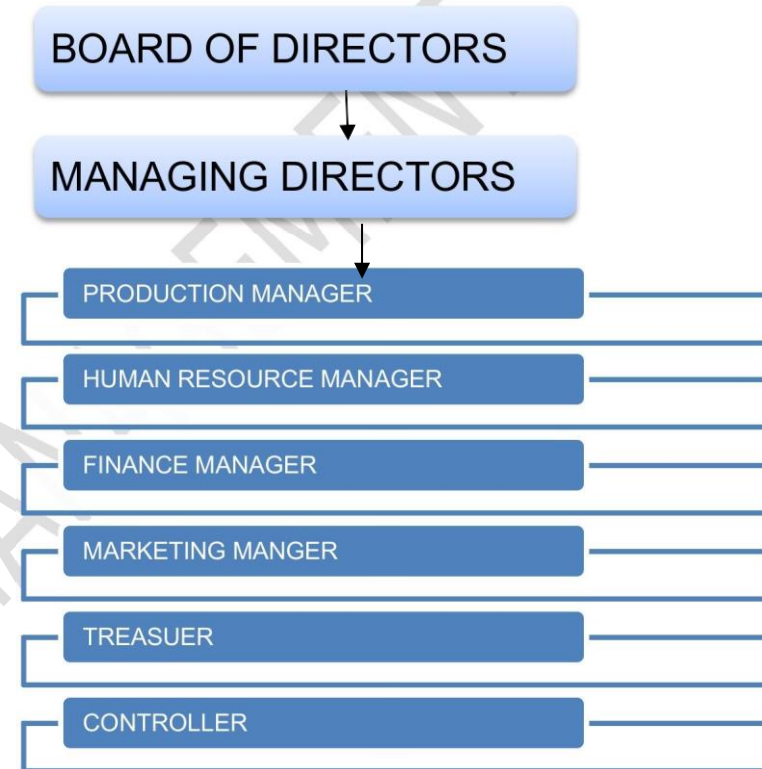 BOARD OF DIRECTORS
MANAGING DIRECTORS
PRODUCTION MANAGER
HUMAN RESOURCE MANAGER
FINANCE MANAGER
MARKETING MANGER
TREASUER
CONTROLLER